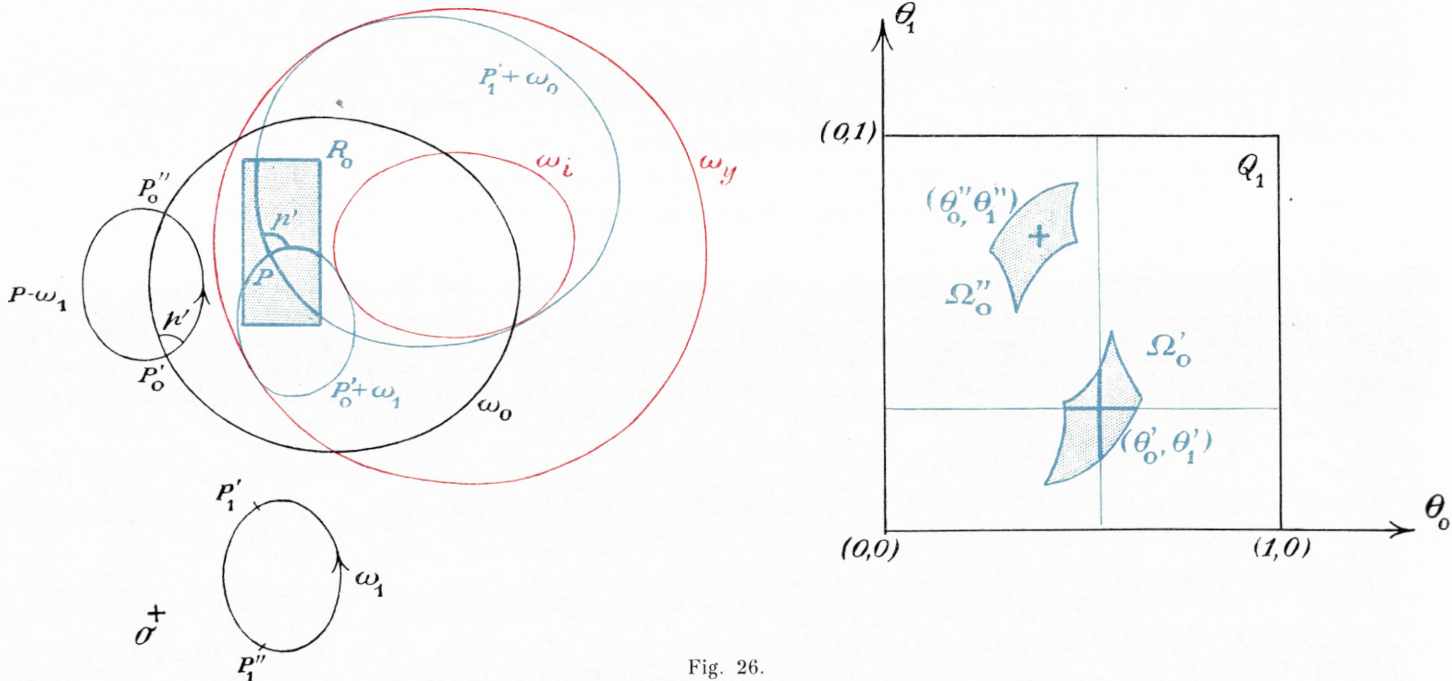 P₁' + ω₀
R₀
ω_i
ω_y
P₀''
p'
P
P-ω₁
p'
P₀'
P₀' + ω₁
ω₀
P₁'
ω₁
σ
P₁''
θ₁
(0,1)
Q₁
(θ₀'', θ₁'')
Ω₀''
Ω₀'
(θ₀', θ₁')
θ₀
(0,0)
(1,0)
Fig. 26.